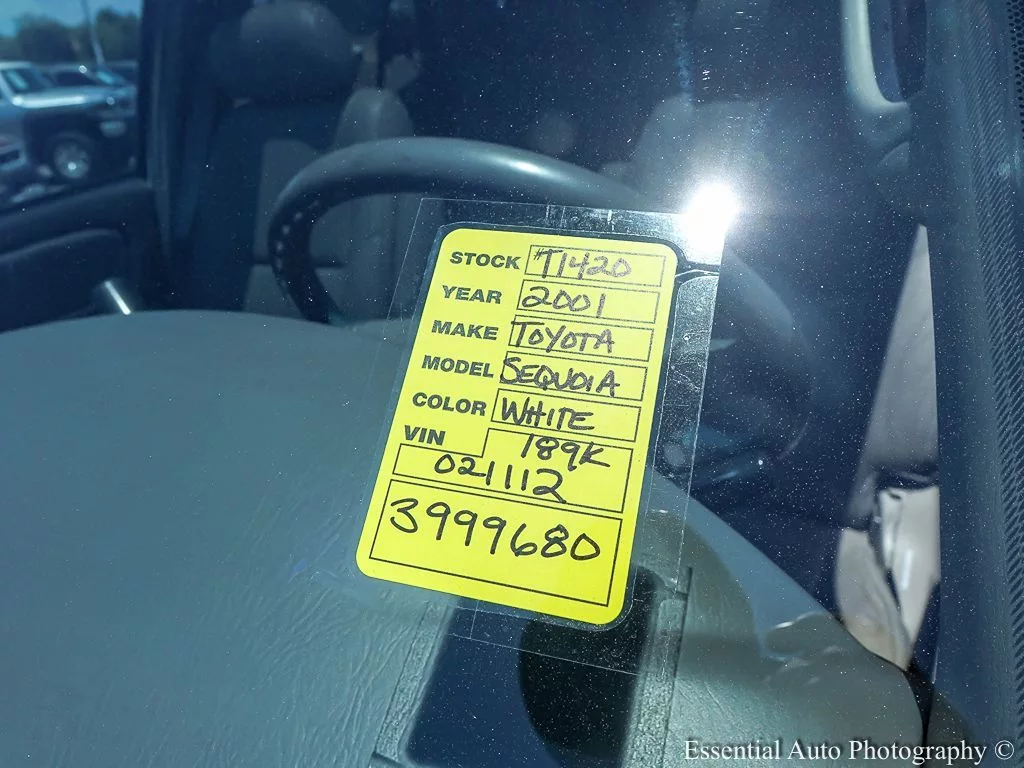 STOCK #T1420
YEAR 2001
MAKE TOYOTA
MODEL SEQUOIA
COLOR WHITE
VIN 189K
021112
3999680
Essential Auto Photography ©